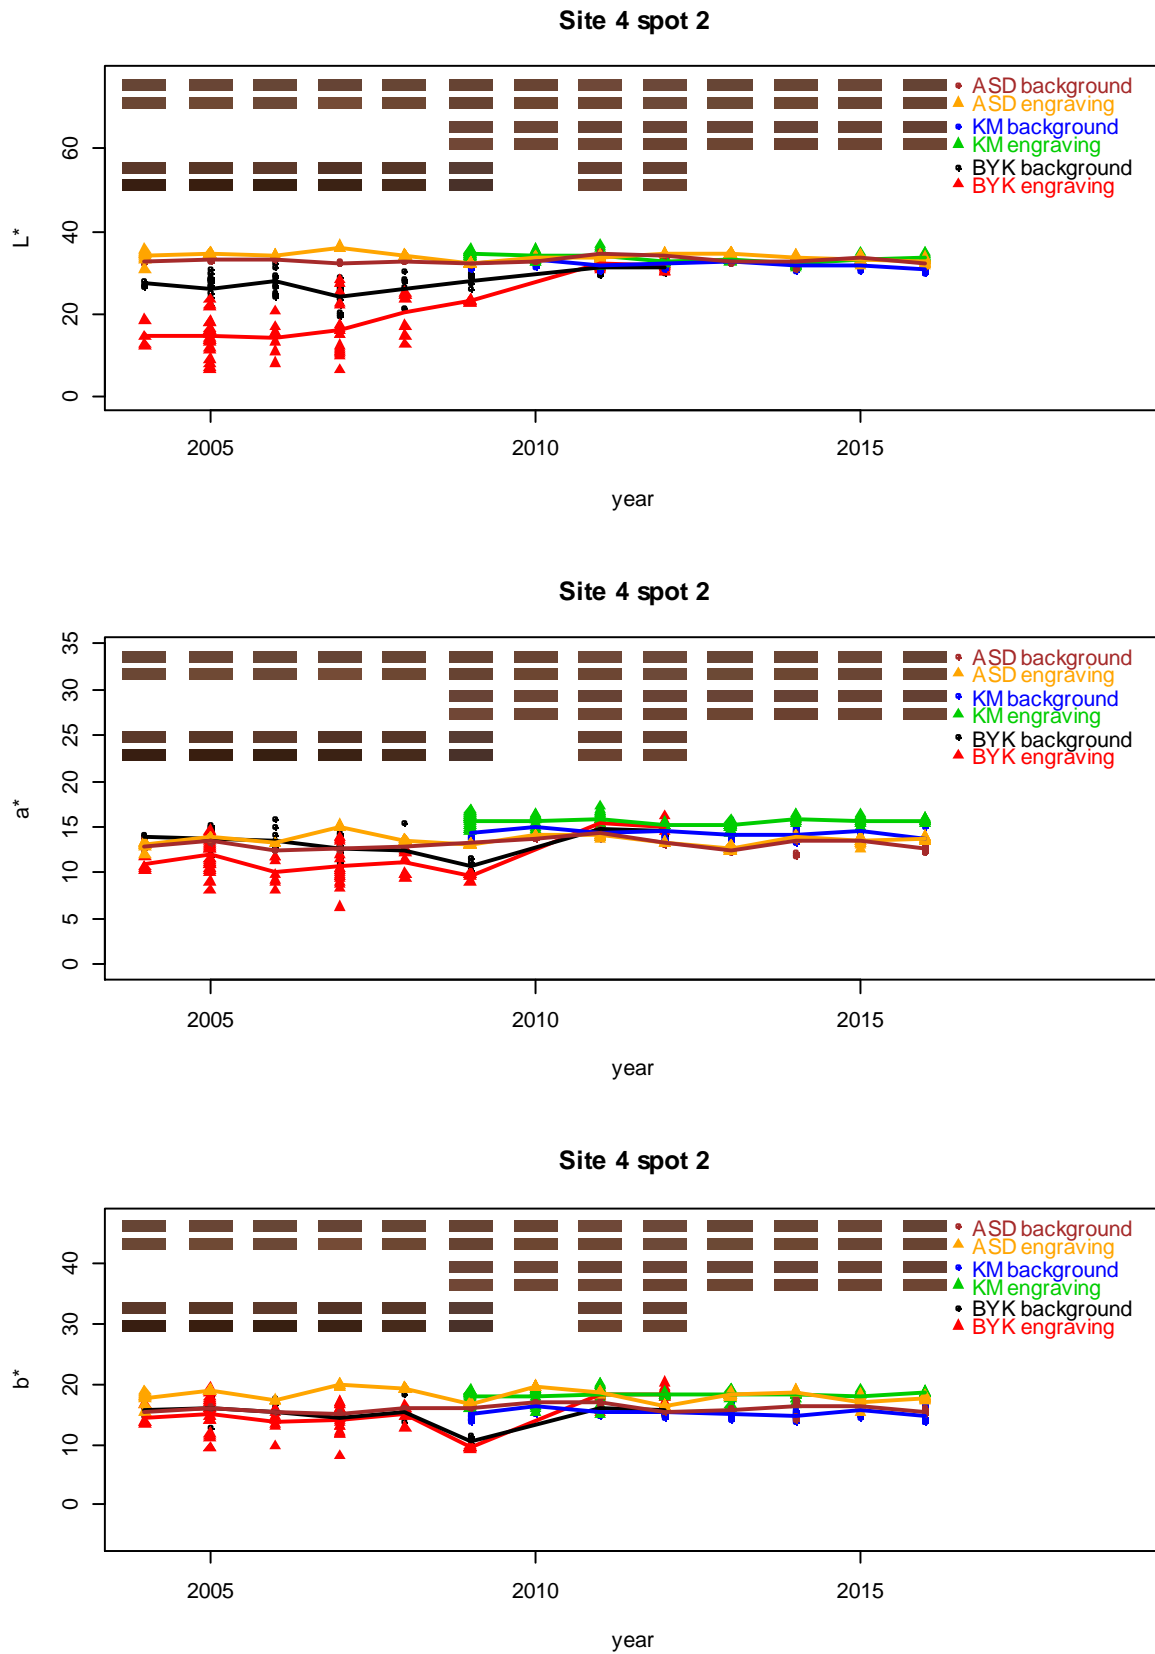 Site 4 spot 2
L*
60
40
20
0
ASD background
ASD engraving
KM background
KM engraving
BYK background
BYK engraving
2005 2010 2015
year
Site 4 spot 2
a*
35
30
25
20
15
10
5
0
ASD background
ASD engraving
KM background
KM engraving
BYK background
BYK engraving
2005 2010 2015
year
Site 4 spot 2
b*
40
30
20
10
0
ASD background
ASD engraving
KM background
KM engraving
BYK background
BYK engraving
2005 2010 2015
year